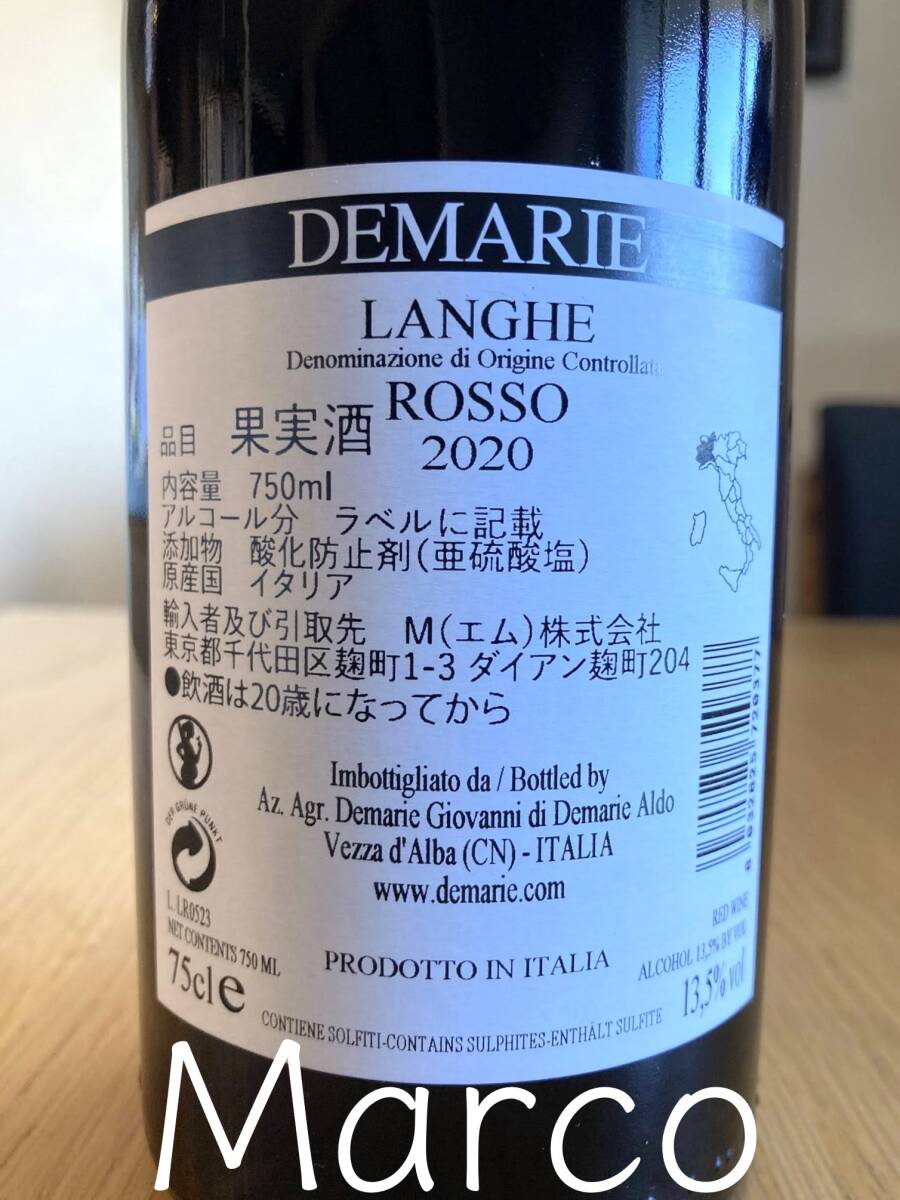 DEMARIE
LANGHE
Denominazione di Origine Controllata
ROSSO
2020
品目 果実酒
内容量 750ml
アルコール分 ラベルに記載
添加物 酸化防止剤(亜硫酸塩)
原産国 イタリア
輸入者及び引取先 M(エム)株式会社
東京都千代田区麹町1-3 ダイアン麹町204
●飲酒は20歳になってから
Imbottigliato da / Bottled by
Az. Agr. Demarie Giovanni di Demarie Aldo
Vezza d'Alba (CN) - ITALIA
www.demarie.com
DER GRÜNE PUNKT
L. LR0523
NET CONTENTS 750 ML
75cl e
PRODOTTO IN ITALIA
RED WINE
ALCOHOL 13,5% BY VOL
13,5% vol
CONTIENE SOLFITI-CONTAINS SULPHITES-ENTHÄLT SULFITE
Marco